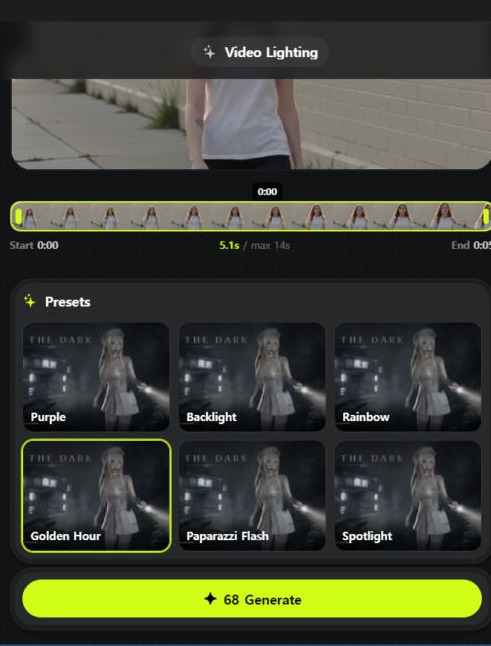 Video Lighting
0:00
Start 0:00 5.1s / max 14s End 0:05
Presets
THE DARK THE DARK THE DARK
Purple Backlight Rainbow
THE DARK THE DARK THE DARK
Golden Hour Paparazzi Flash Spotlight
68 Generate